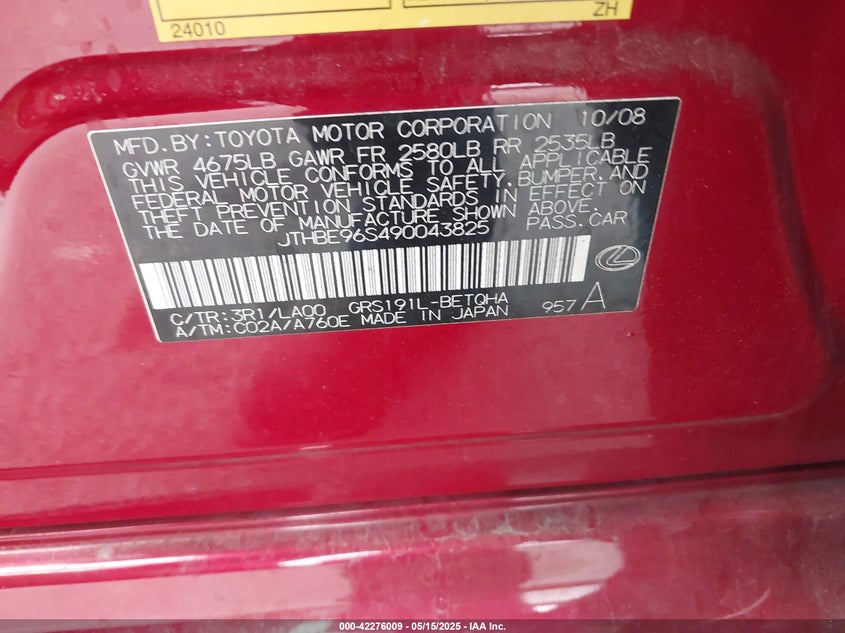 24010
ZH
MFD.BY:TOYOTA MOTOR CORPORATION 10/08
GVWR 4675LB GAWR FR 2580LB RR 2535LB
THIS VEHICLE CONFORMS TO ALL APPLICABLE
FEDERAL MOTOR VEHICLE SAFETY,BUMPER,AND
THEFT PREVENTION STANDARDS IN EFFECT ON
THE DATE OF MANUFACTURE SHOWN ABOVE.
JTHBE96S490043825 PASS.CAR
C/TR:3R1/LA00 GRS191L-BETQHA
A/TM:C02A/A760E MADE IN JAPAN 957 A
000-42276009 — 05/15/2025 — IAA Inc.